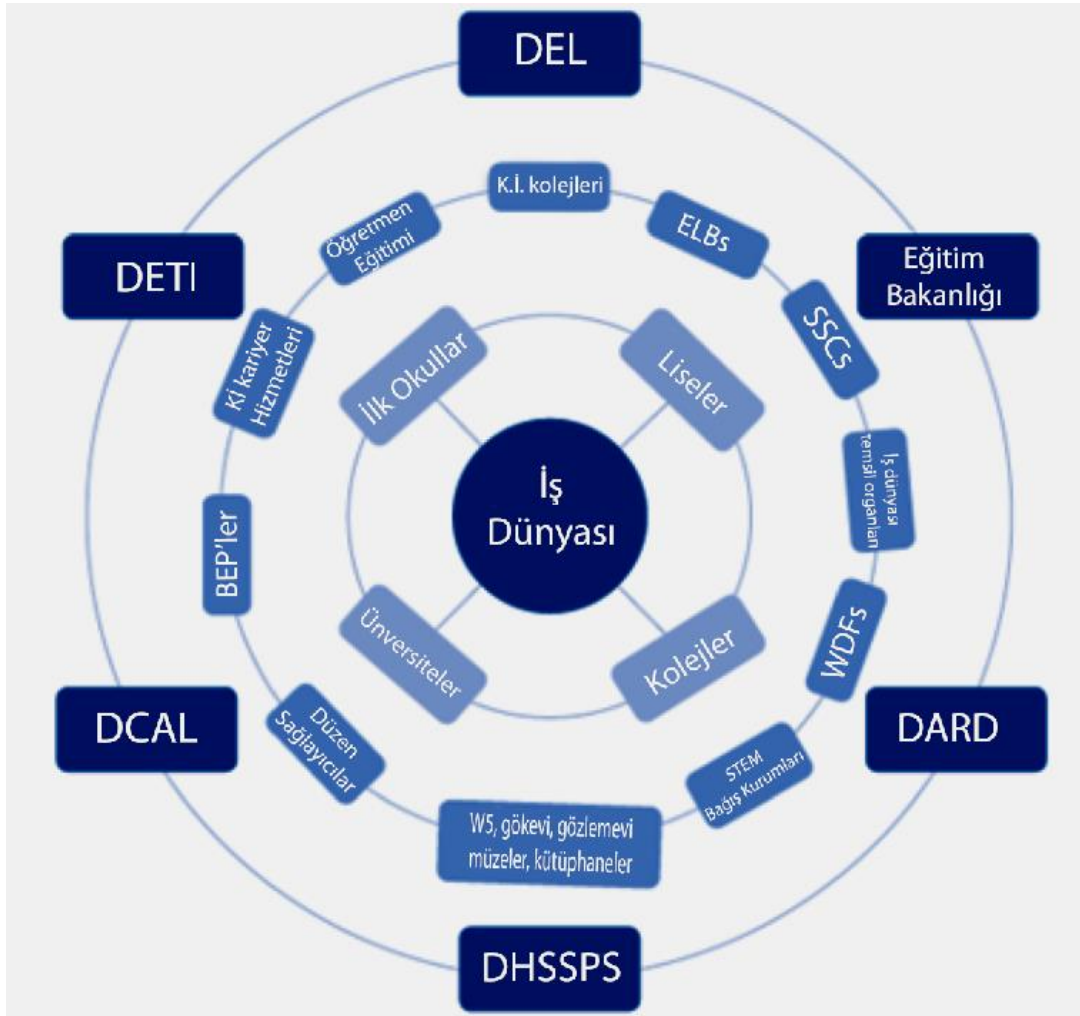 DEL
K.İ. kolejleri
ELBs
Öğretmen
Eğitimi
DETI
Eğitim
Bakanlığı
SSCs
Kİ kariyer
Hizmetleri
İlk Okullar
Liseler
İş dünyası
temsil organları
İş
Dünyası
BEP'ler
WDFs
Ünversiteler
Kolejler
DCAL
Düzen
Sağlayıcılar
DARD
STEM
Bağış Kurumları
W5, gökevi, gözlemevi
müzeler, kütüphaneler
DHSSPS